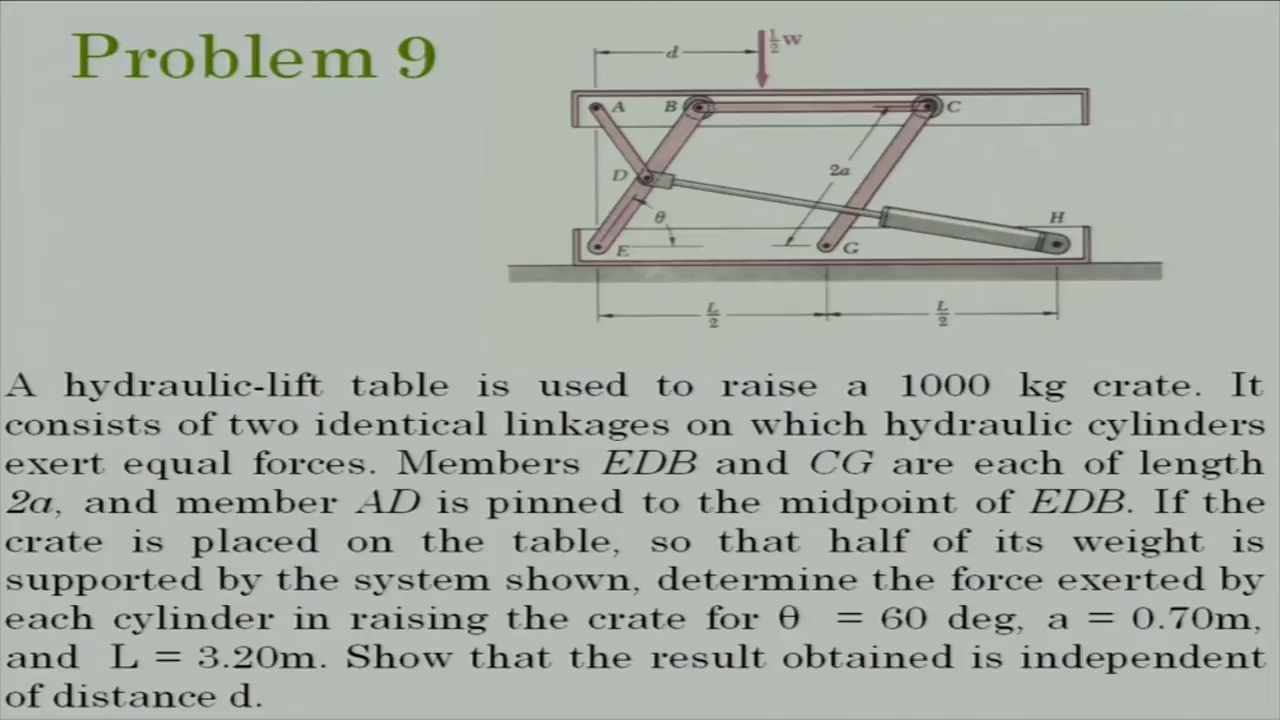 Problem 9
½W
d
A
B
C
D
2a
θ
H
E
G
L/2
L/2
A hydraulic-lift table is used to raise a 1000 kg crate. It
consists of two identical linkages on which hydraulic cylinders
exert equal forces. Members EDB and CG are each of length
2a, and member AD is pinned to the midpoint of EDB. If the
crate is placed on the table, so that half of its weight is
supported by the system shown, determine the force exerted by
each cylinder in raising the crate for θ = 60 deg, a = 0.70m,
and L = 3.20m. Show that the result obtained is independent
of distance d.